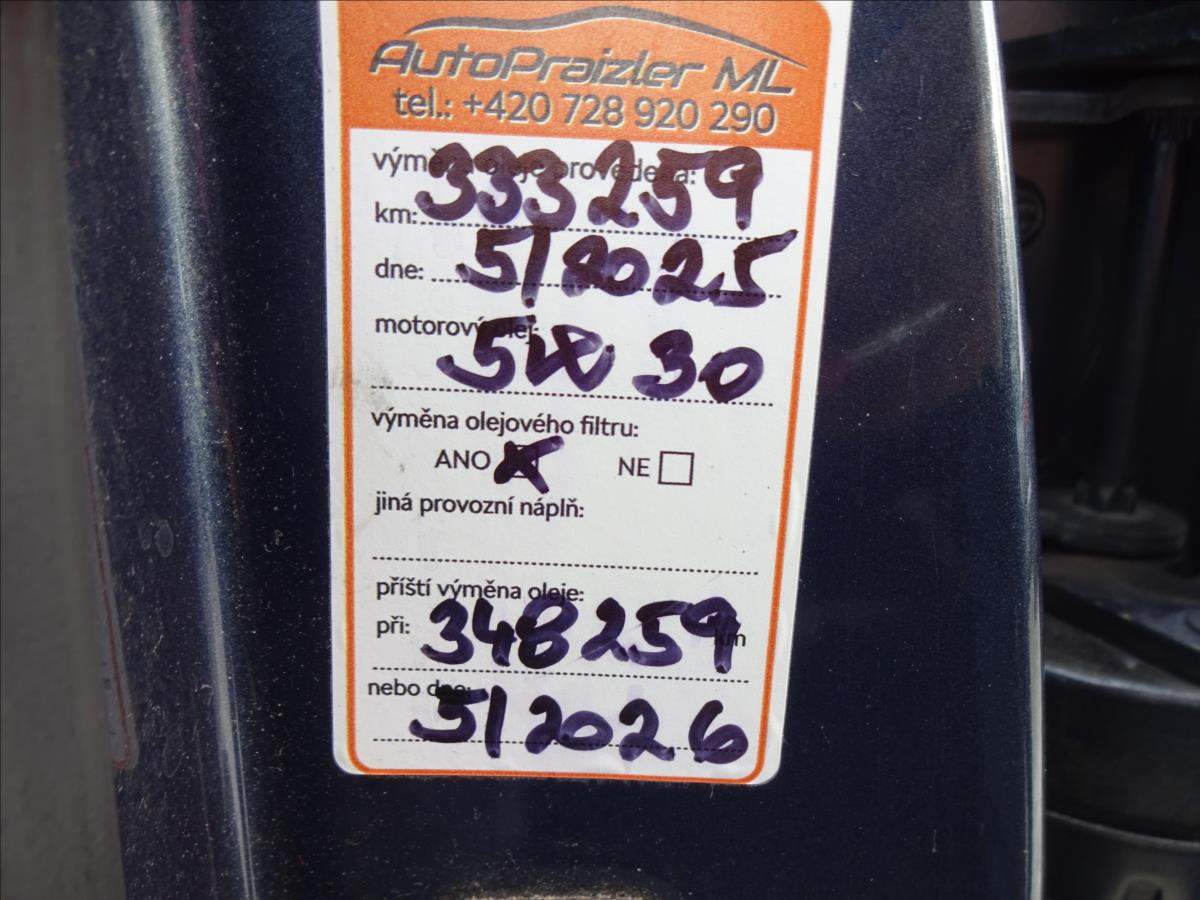 AutoPraizler ML
tel.: +420 728 920 290
výměna oleje provedena:
km: 333259
dne: 5/2025
motorový olej:
5W 30
výměna olejového filtru:
ANO X NE
jiná provozní náplň:
příští výměna oleje:
při: 348259 km
nebo dne:
5/2026